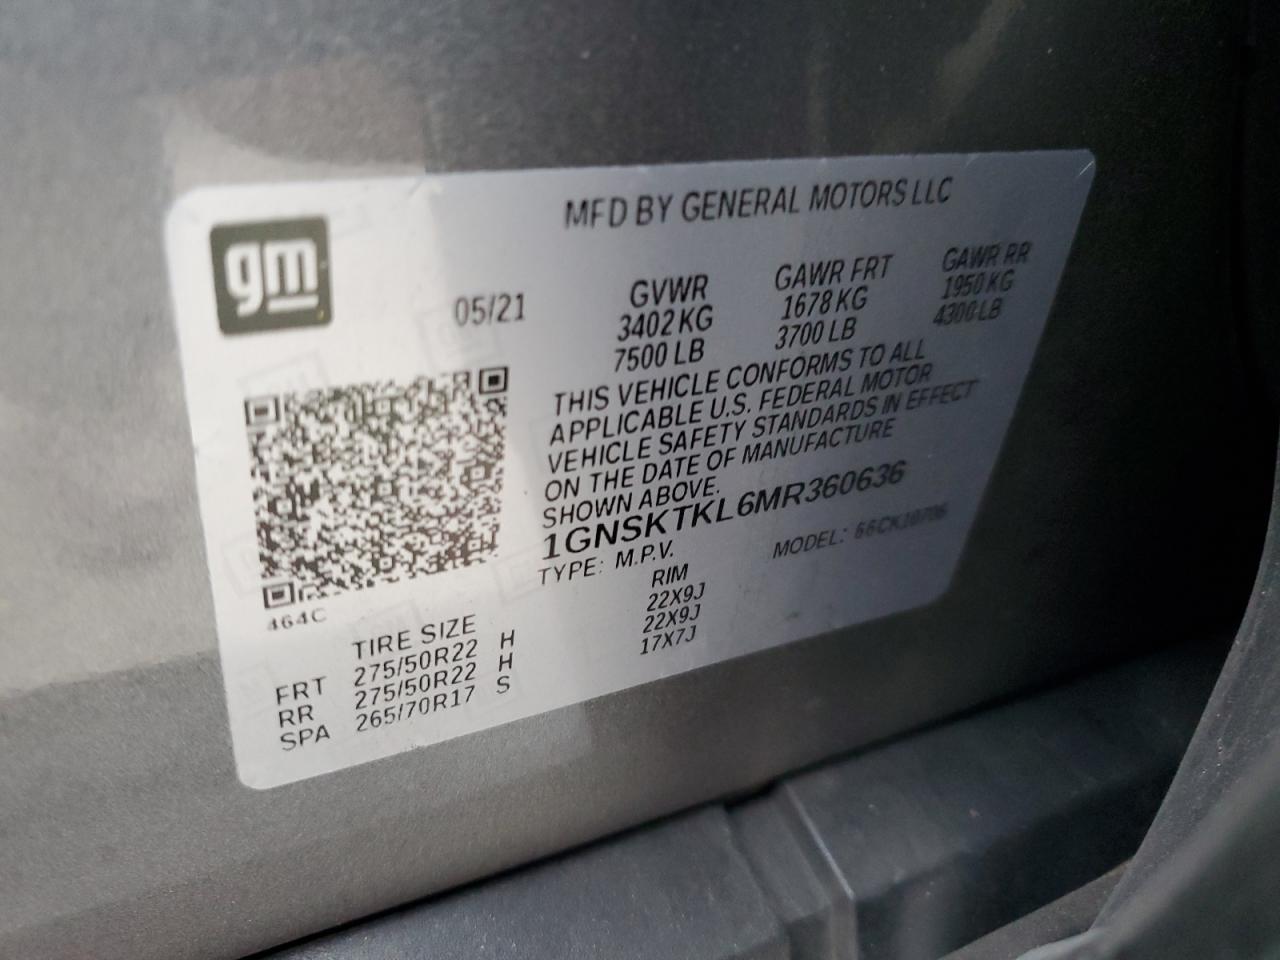 MFD BY GENERAL MOTORS LLC
gm
05/21
GVWR
3402 KG
7500 LB
GAWR FRT
1678 KG
3700 LB
GAWR RR
1950 KG
4300 LB
THIS VEHICLE CONFORMS TO ALL
APPLICABLE U.S. FEDERAL MOTOR
VEHICLE SAFETY STANDARDS IN EFFECT
ON THE DATE OF MANUFACTURE
SHOWN ABOVE.
1GNSKTKL6MR360636
TYPE: M.P.V.
MODEL: 66CK10706
464C
TIRE SIZE RIM
FRT 275/50R22 H 22X9J
RR 275/50R22 H 22X9J
SPA 265/70R17 S 17X7J